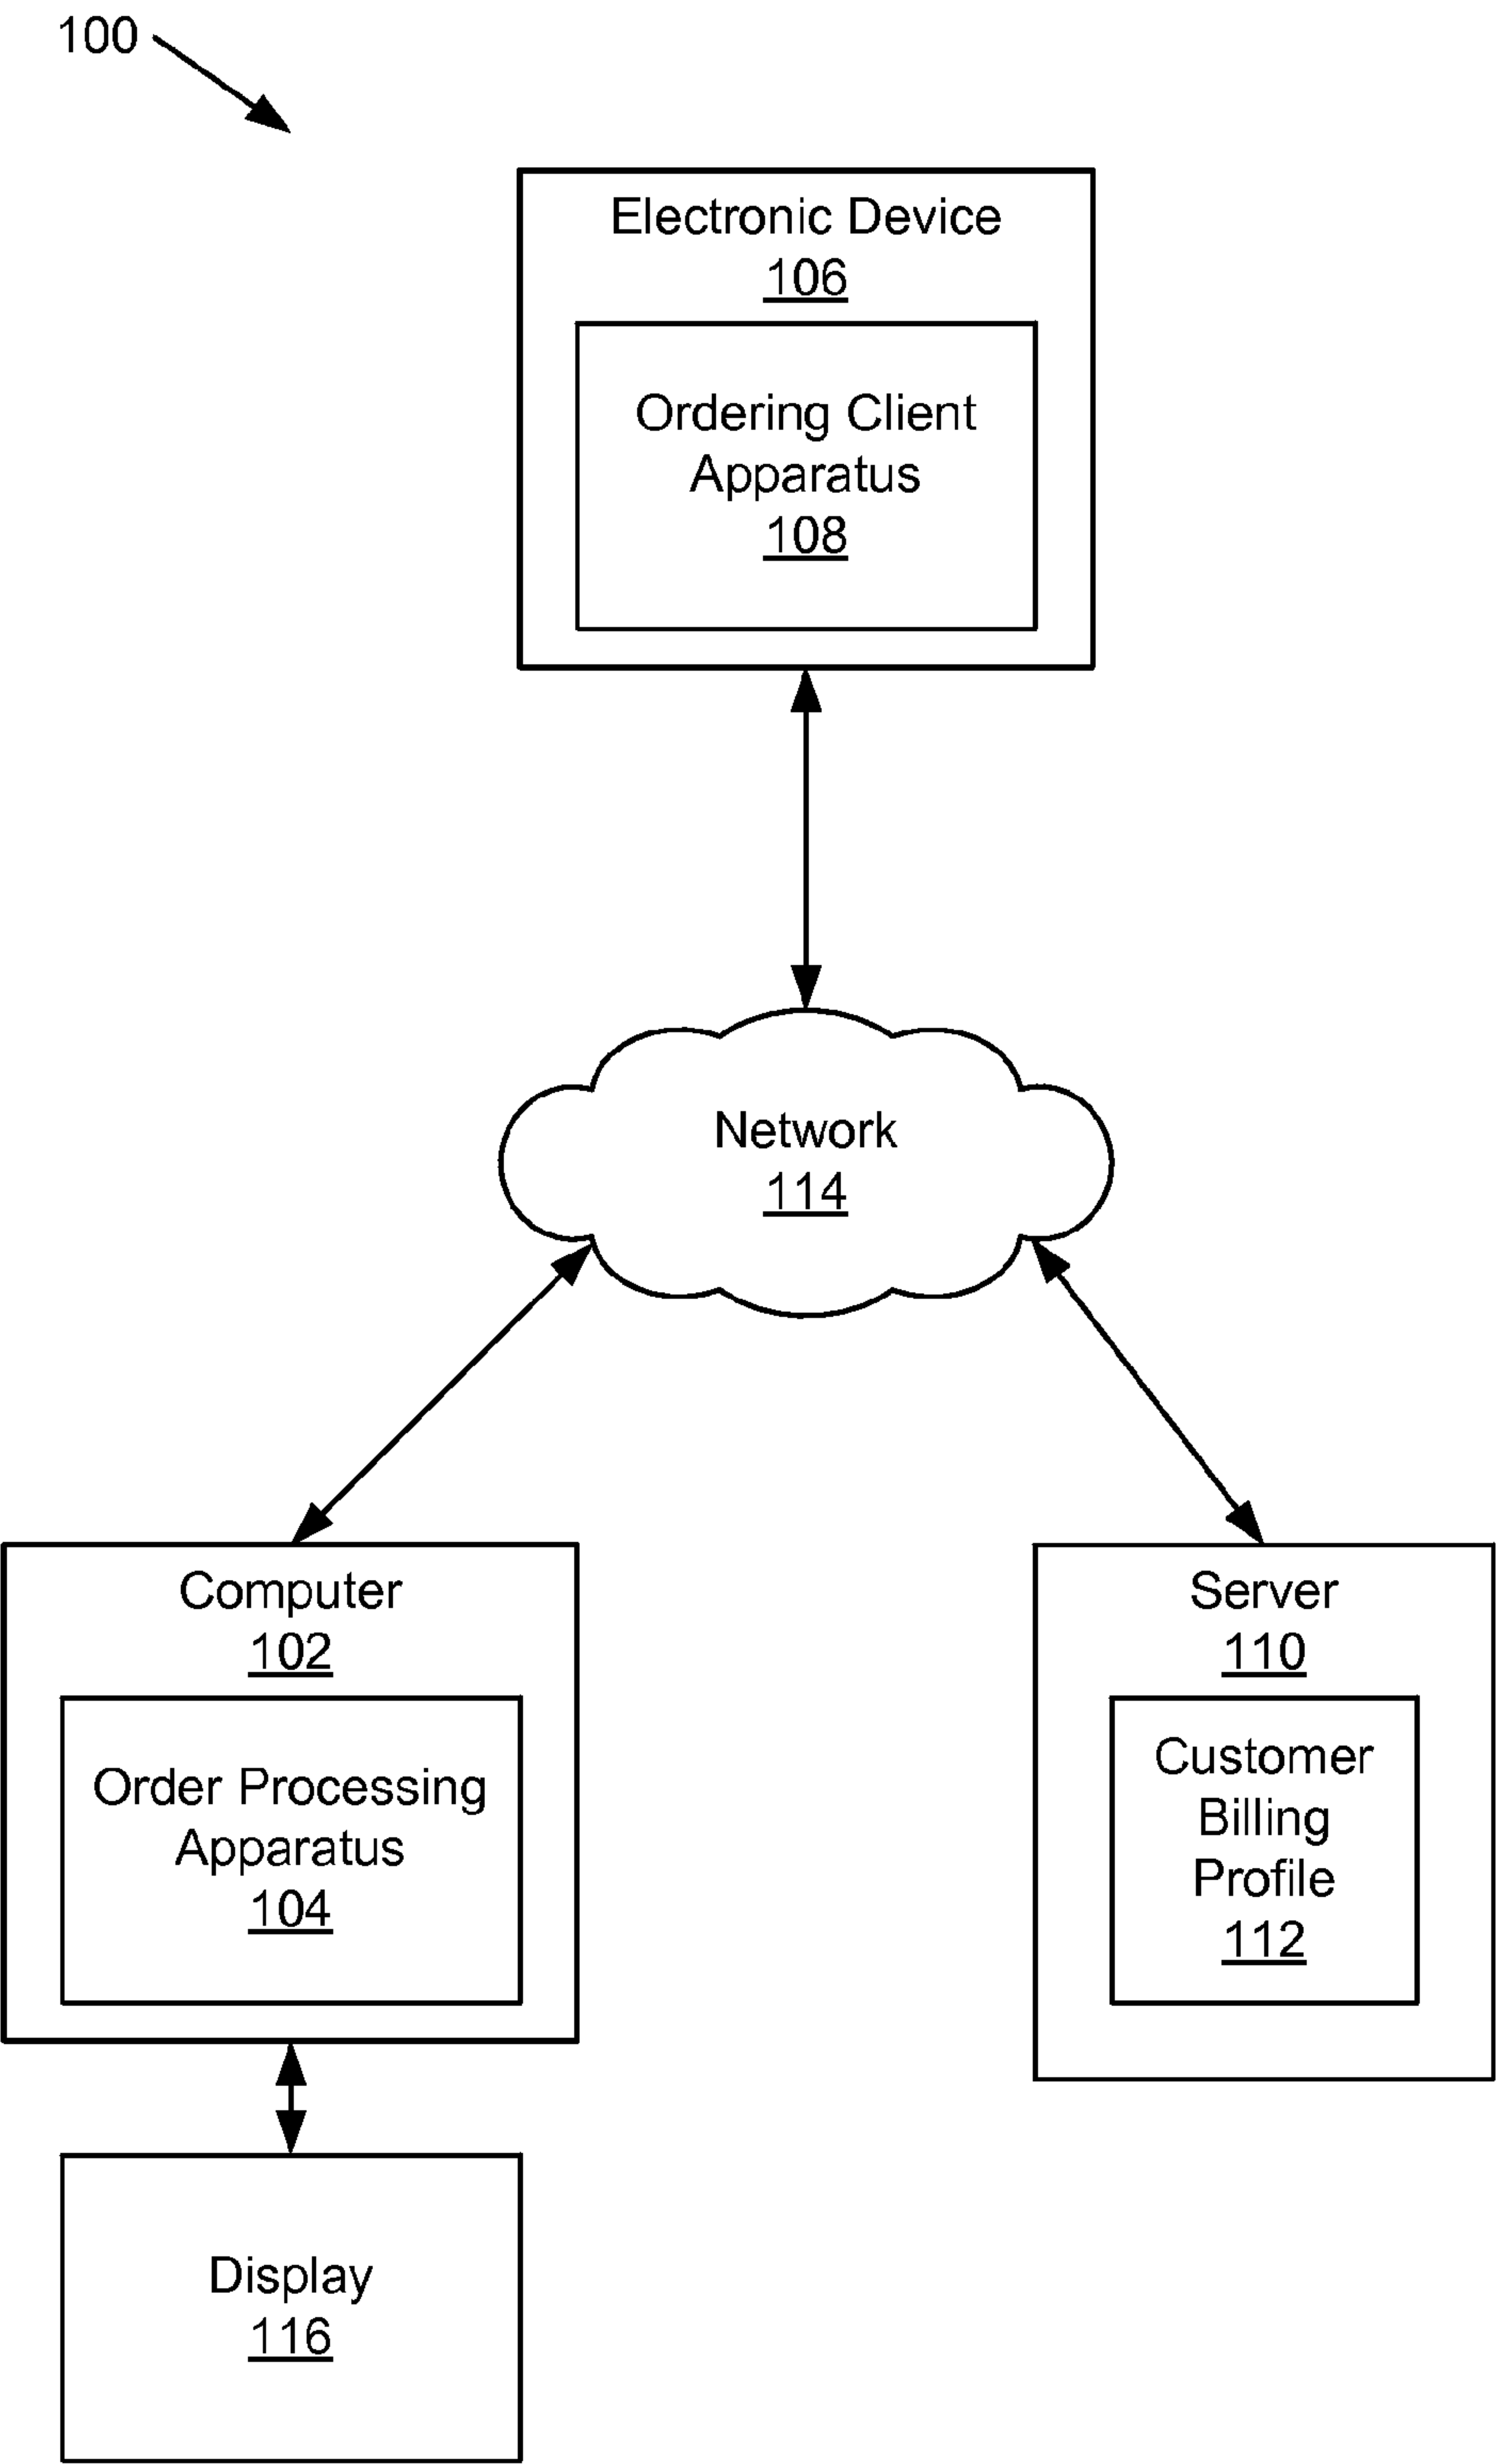 100
Electronic Device
106
Ordering Client
Apparatus
108
Network
114
Computer
102
Order Processing
Apparatus
104
Server
110
Customer
Billing
Profile
112
Display
116